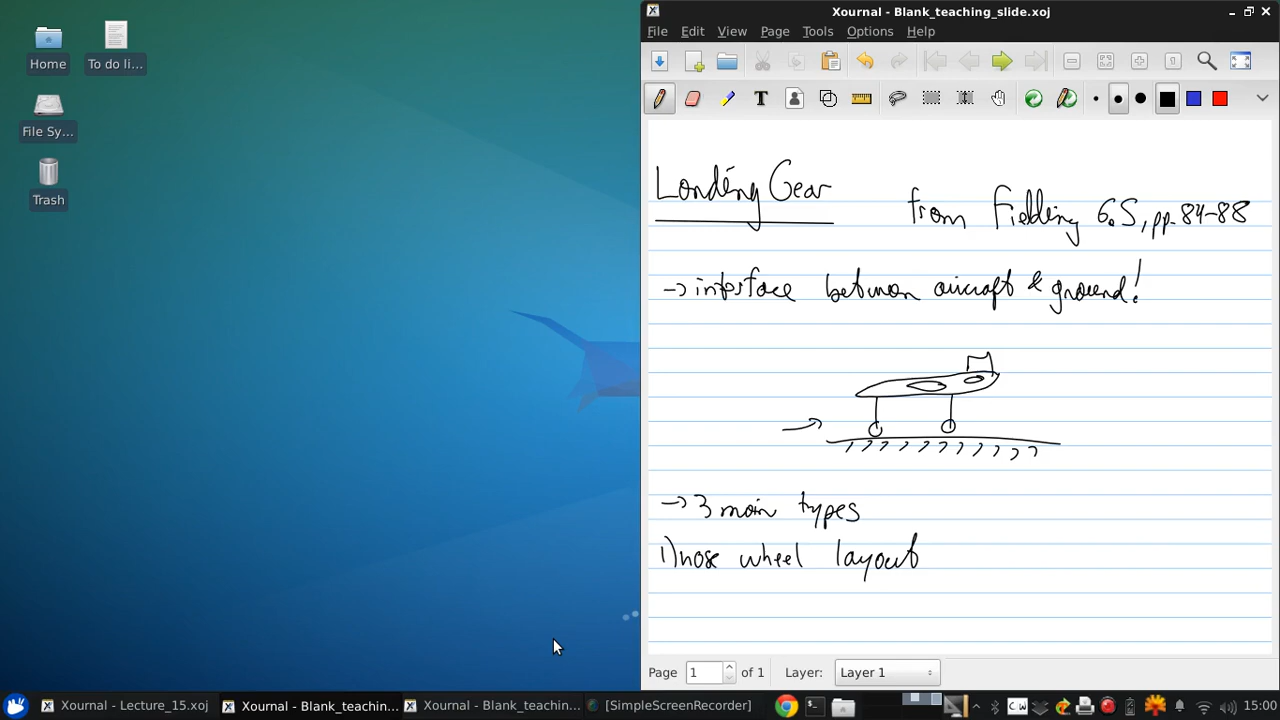 Xournal - Blank_teaching_slide.xoj
File Edit View Page Tools Options Help
Home
To do li...
File Sy...
Trash
Landing Gear
from Fielding 6.5, pp. 84-88
→ interface between aircraft & ground!
→ 3 main types
1) nose wheel layout
Page 1 of 1 Layer: Layer 1
Xournal - Lecture_15.xoj
Xournal - Blank_teachin...
Xournal - Blank_teachin...
[SimpleScreenRecorder]
15:00